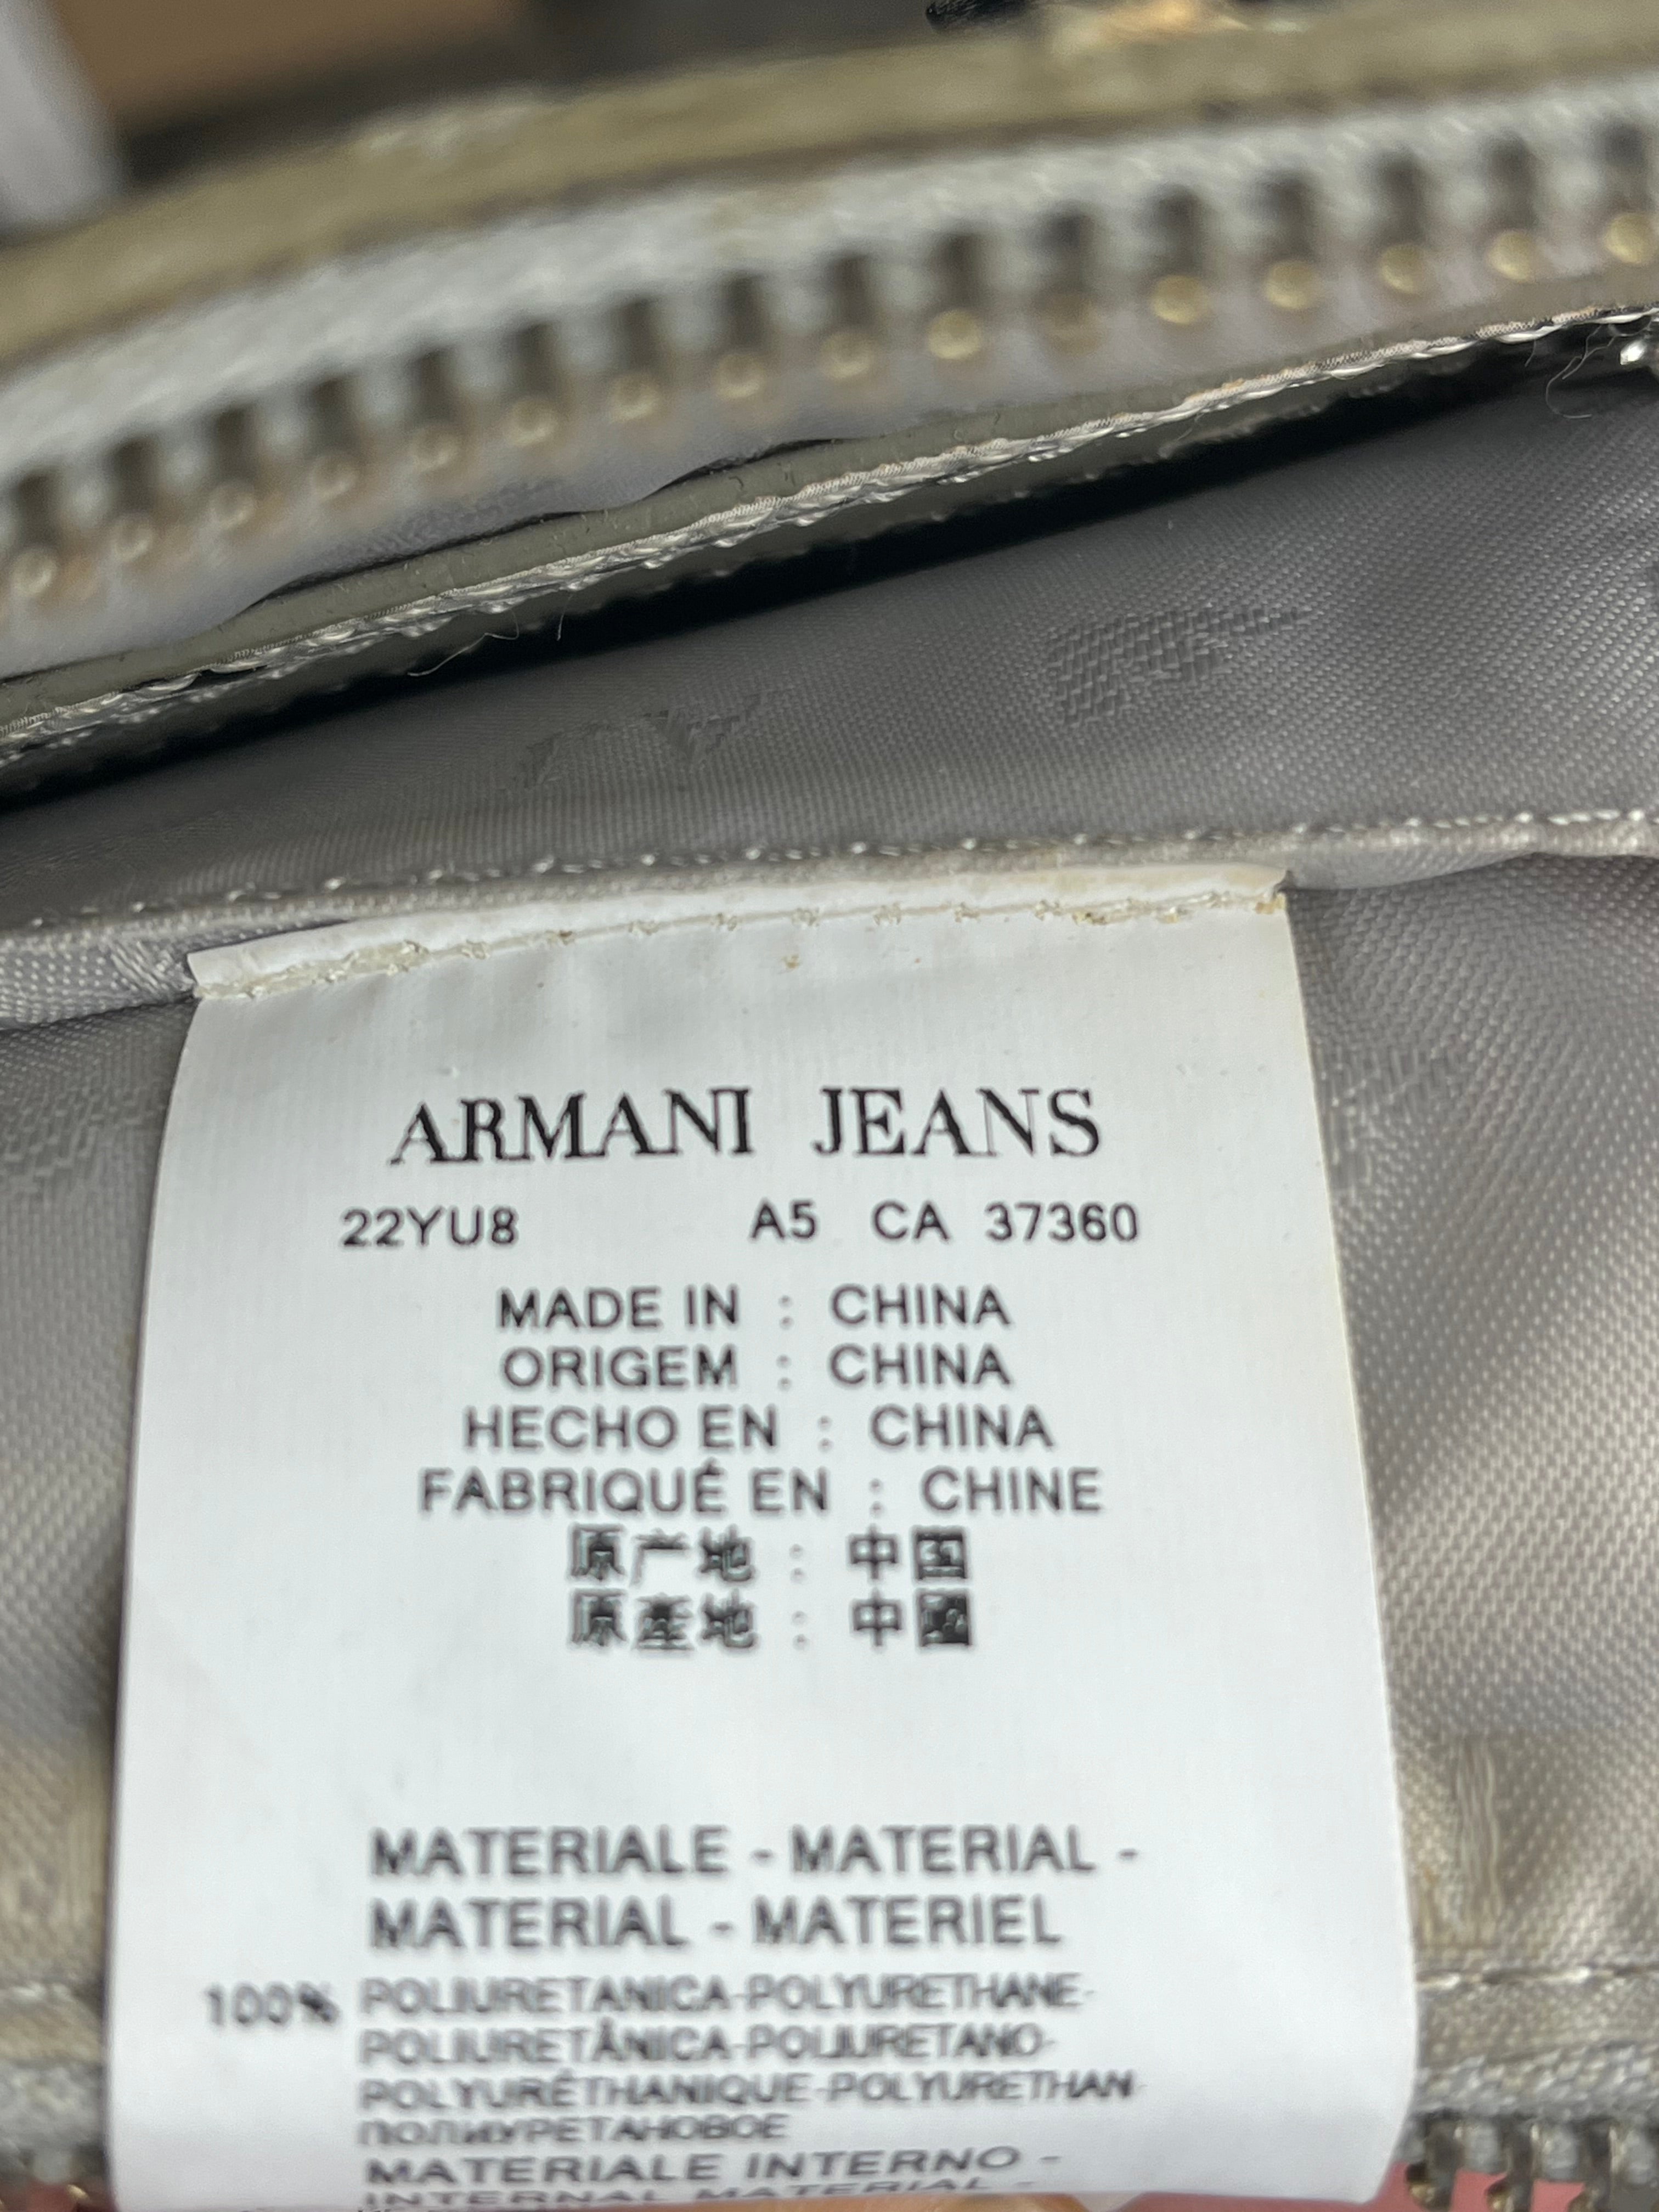 ARMANI JEANS
22YU8 A5 CA 37360
MADE IN : CHINA
ORIGEM : CHINA
HECHO EN : CHINA
FABRIQUÉ EN : CHINE
原产地 : 中国
原產地 : 中國
MATERIALE - MATERIAL -
MATERIAL - MATERIEL
100% POLIURETANICA-POLYURETHANE-
POLIURETÂNICA-POLIURETANO-
POLYURÉTHANIQUE-POLYURETHAN
ПОЛИУРЕТАНОВОЕ
MATERIALE INTERNO -
INTERNAL MATERIAL -